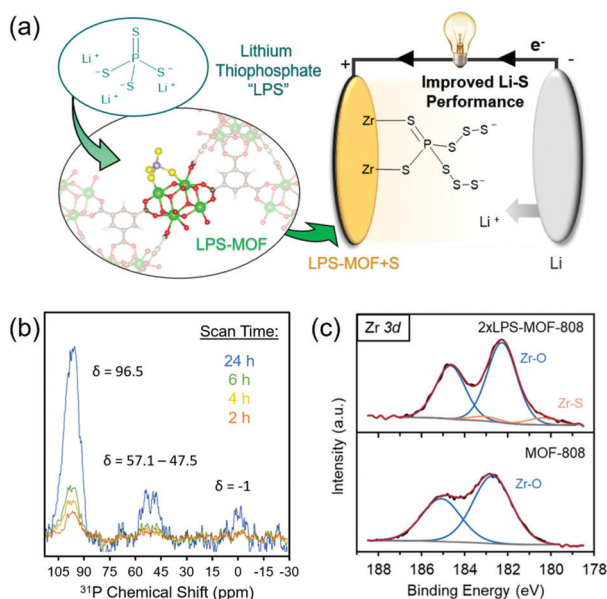 (a)
S
Li⁺
⁻S
P
S⁻
S⁻
Li⁺
Li⁺
Lithium
Thiophosphate
"LPS"
LPS-MOF
LPS-MOF+S
+
e⁻
-
Improved Li-S
Performance
Zr
S
P
S
S
S⁻
Zr
S
S
S
S⁻
Li⁺
Li
(b)
Scan Time:
24 h
6 h
4 h
2 h
δ = 96.5
δ = 57.1 – 47.5
δ = -1
105 90 75 60 45 30 15 0 -15 -30
³¹P Chemical Shift (ppm)
(c)
Zr 3d
2xLPS-MOF-808
Zr-O
Zr-S
MOF-808
Zr-O
Intensity (a.u.)
188 186 184 182 180 178
Binding Energy (eV)